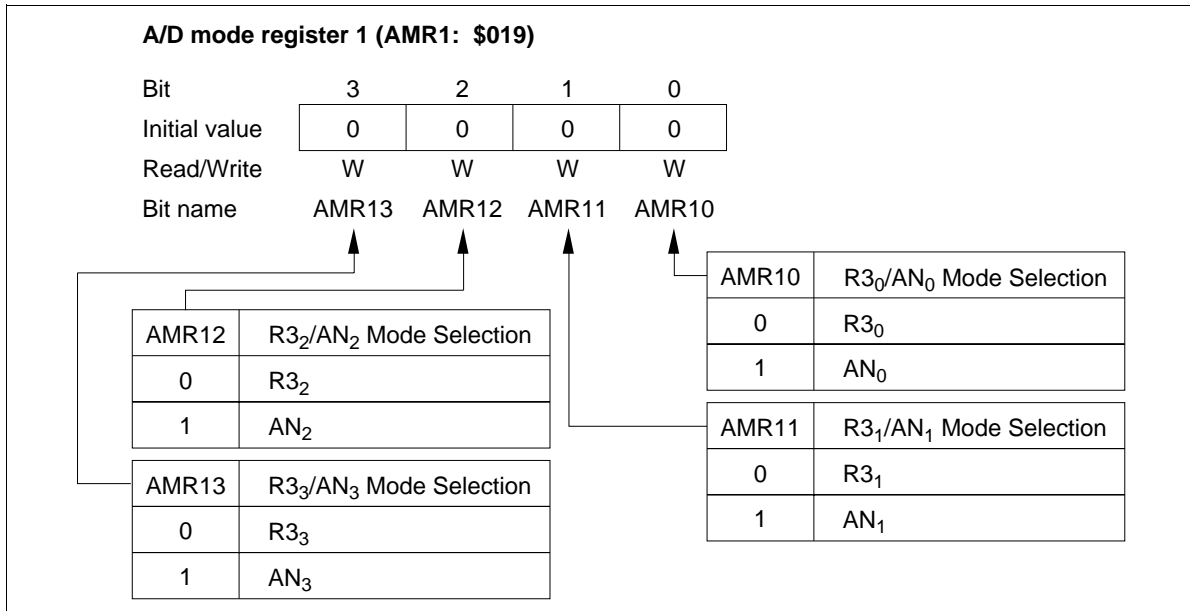 A/D mode register 1 (AMR1: $019)
Bit 3 2 1 0
Initial value 0 0 0 0
Read/Write W W W W
Bit name AMR13 AMR12 AMR11 AMR10
AMR12 R3₂/AN₂ Mode Selection
0 R3₂
1 AN₂
AMR13 R3₃/AN₃ Mode Selection
0 R3₃
1 AN₃
AMR10 R3₀/AN₀ Mode Selection
0 R3₀
1 AN₀
AMR11 R3₁/AN₁ Mode Selection
0 R3₁
1 AN₁